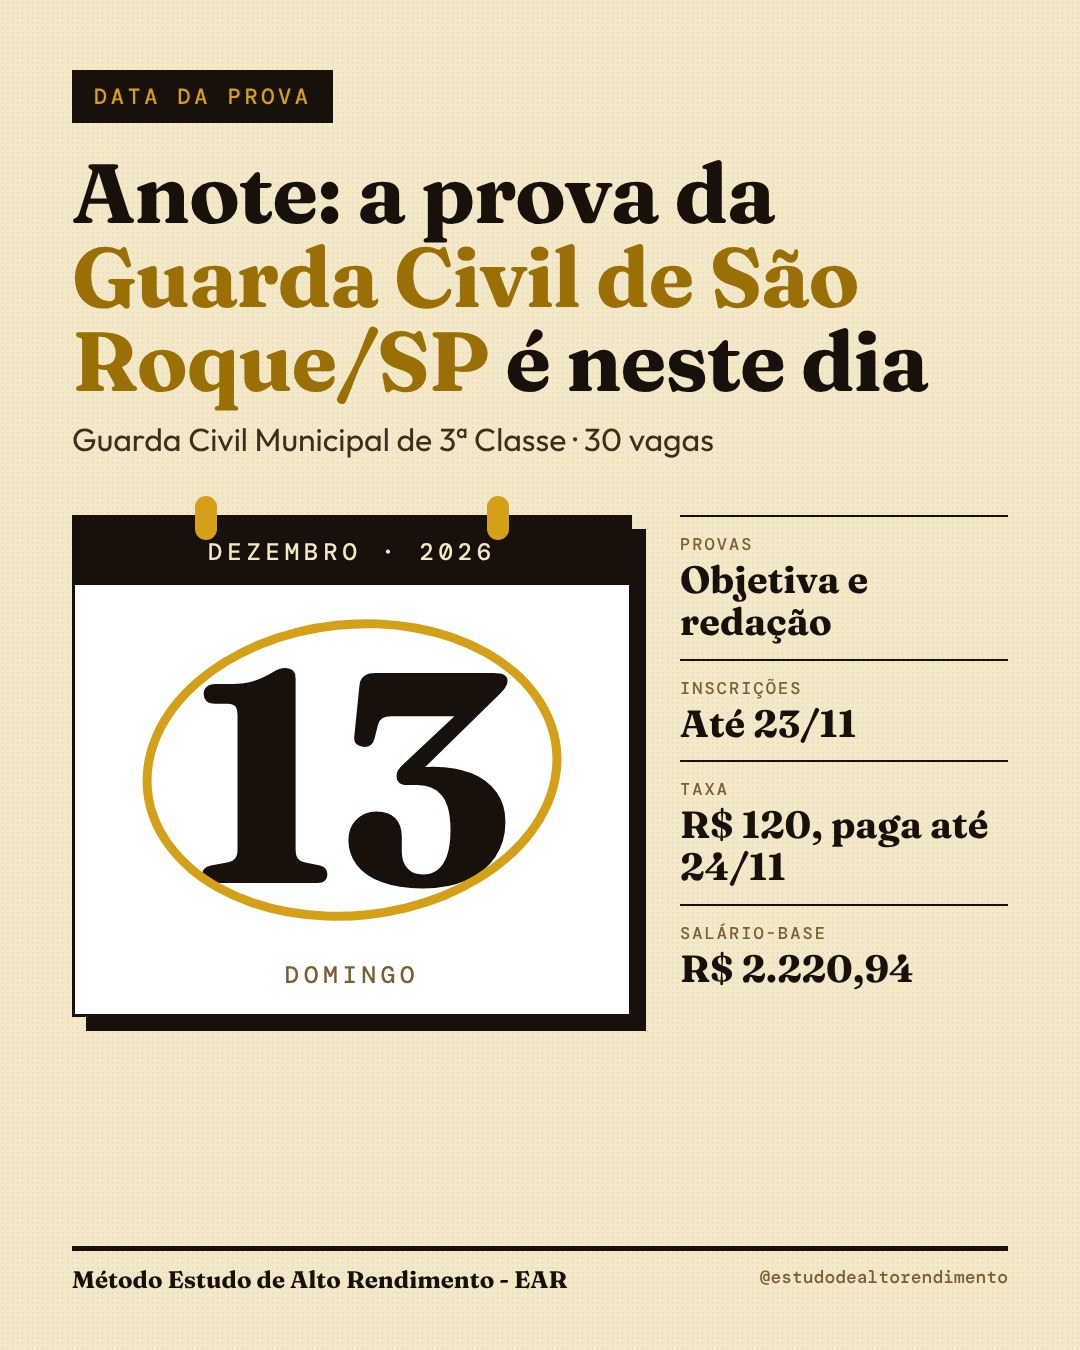 DATA DA PROVA
Anote: a prova da
Guarda Civil de São
Roque/SP é neste dia
Guarda Civil Municipal de 3ª Classe · 30 vagas
DEZEMBRO · 2026
13
DOMINGO
PROVAS
Objetiva e
redação
INSCRIÇÕES
Até 23/11
TAXA
R$ 120, paga até
24/11
SALÁRIO-BASE
R$ 2.220,94
Método Estudo de Alto Rendimento - EAR
@estudodealtorendimento